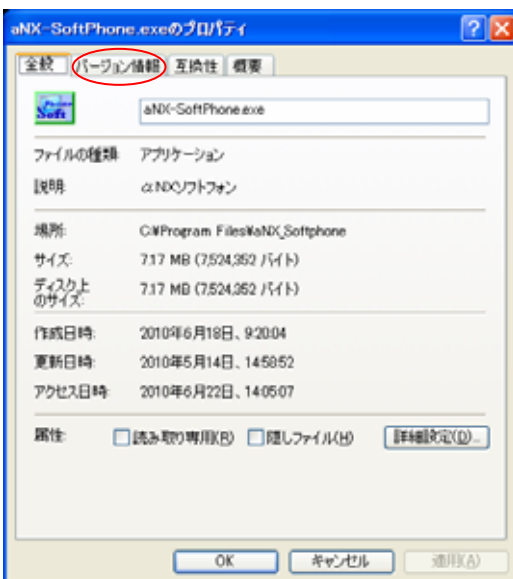 aNX-SoftPhone.exeのプロパティ
全般 バージョン情報 互換性 概要
Soft
aNX-SoftPhone.exe
ファイルの種類: アプリケーション
説明: αNXソフトフォン
場所: C:¥Program Files¥aNX_Softphone
サイズ: 7.17 MB (7,524,352 バイト)
ディスク上
のサイズ: 7.17 MB (7,524,352 バイト)
作成日時: 2010年6月18日、9:20:04
更新日時: 2010年5月14日、14:58:52
アクセス日時: 2010年6月22日、14:05:07
属性: 読み取り専用(R) 隠しファイル(H) 詳細設定(D)...
OK キャンセル 適用(A)